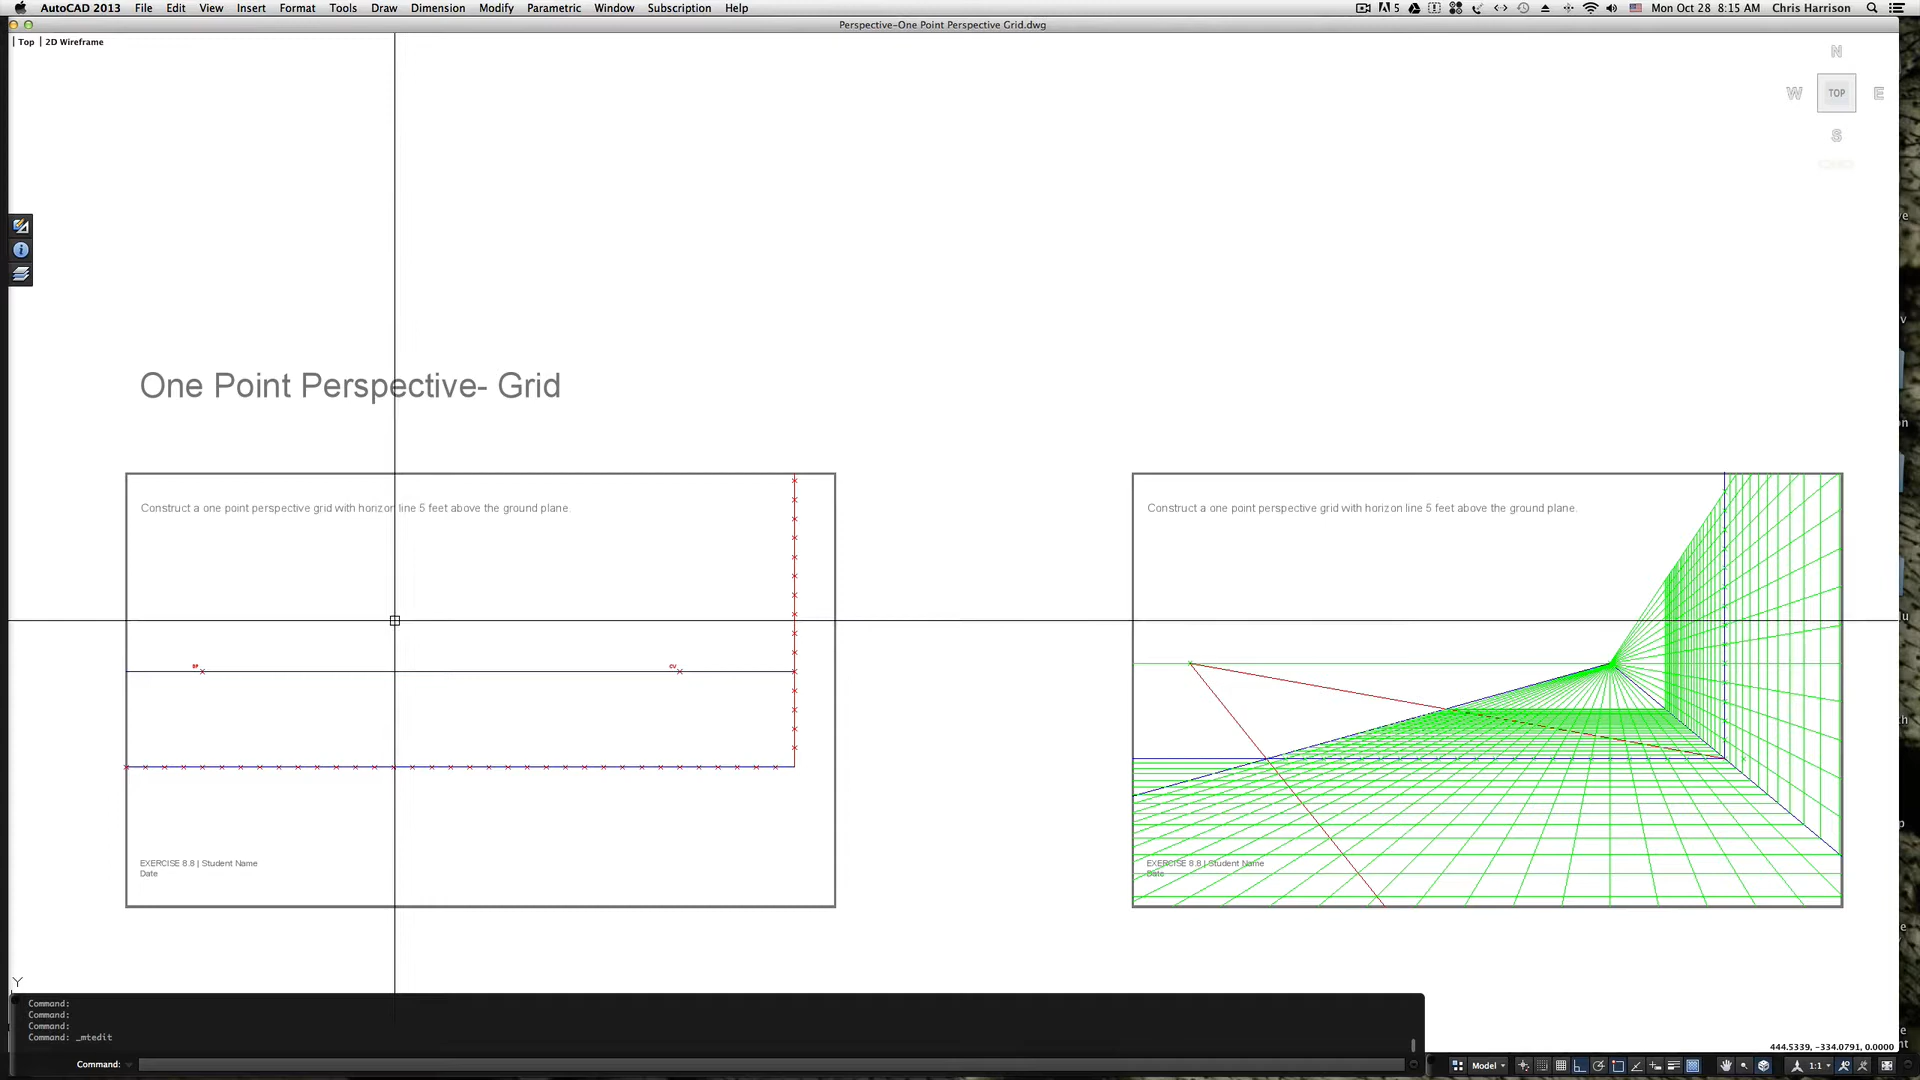 AutoCAD 2013 File Edit View Insert Format Tools Draw Dimension Modify Parametric Window Subscription Help 5 Mon Oct 28 8:15 AM Chris Harrison
Perspective-One Point Perspective Grid.dwg
| Top | 2D Wireframe
N
W TOP E
S
One Point Perspective- Grid
Construct a one point perspective grid with horizon line 5 feet above the ground plane.
Construct a one point perspective grid with horizon line 5 feet above the ground plane.
CV
EXERCISE 8.8 | Student Name
Date
EXERCISE 8.8 | Student Name
Date
Y
Command:
Command:
Command:
Command: _mtedit
444.5339, -334.0791, 0.0000
Command:
Model
1:1